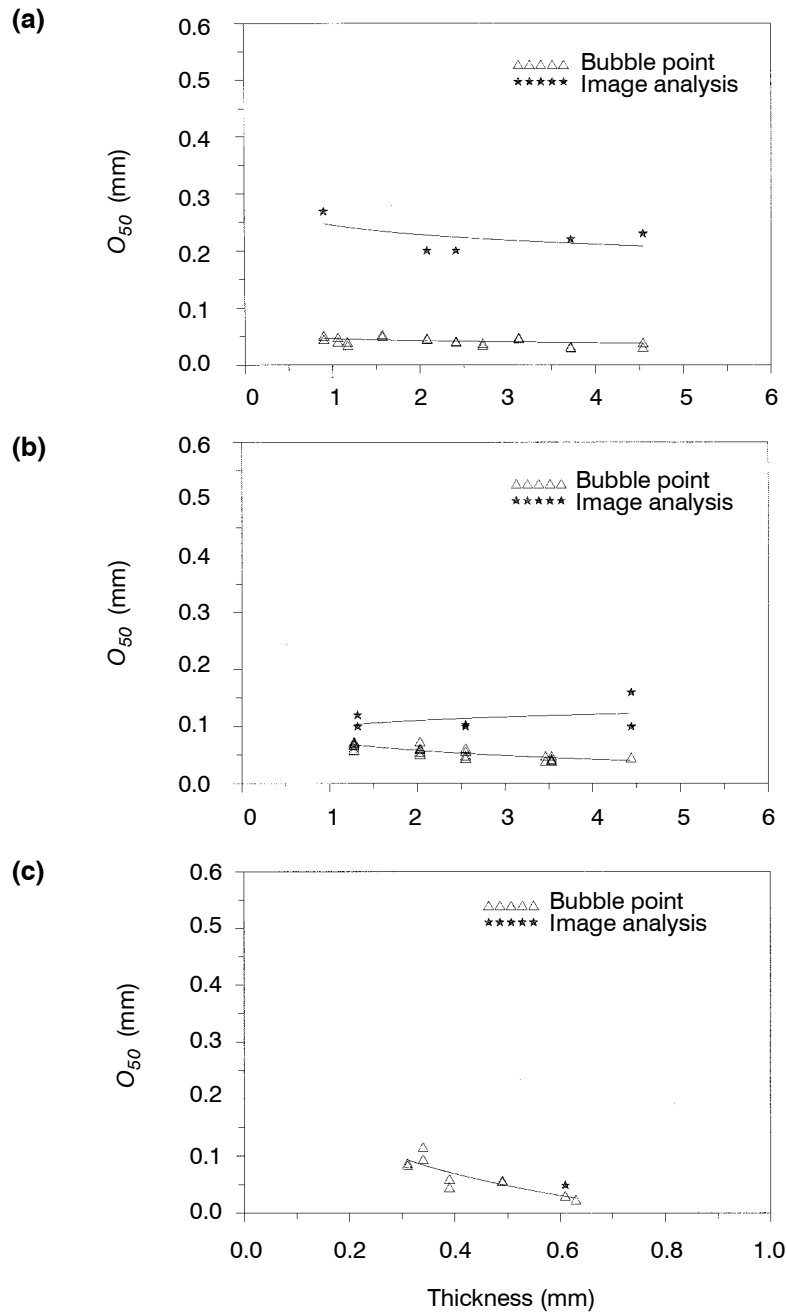 (a)
0.6
0.5
0.4
0.3
0.2
0.1
0.0
O50 (mm)
Bubble point
Image analysis
0 1 2 3 4 5 6
(b)
0.6
0.5
0.4
0.3
0.2
0.1
0.0
O50 (mm)
Bubble point
Image analysis
0 1 2 3 4 5 6
(c)
0.6
0.5
0.4
0.3
0.2
0.1
0.0
O50 (mm)
Bubble point
Image analysis
0.0 0.2 0.4 0.6 0.8 1.0
Thickness (mm)